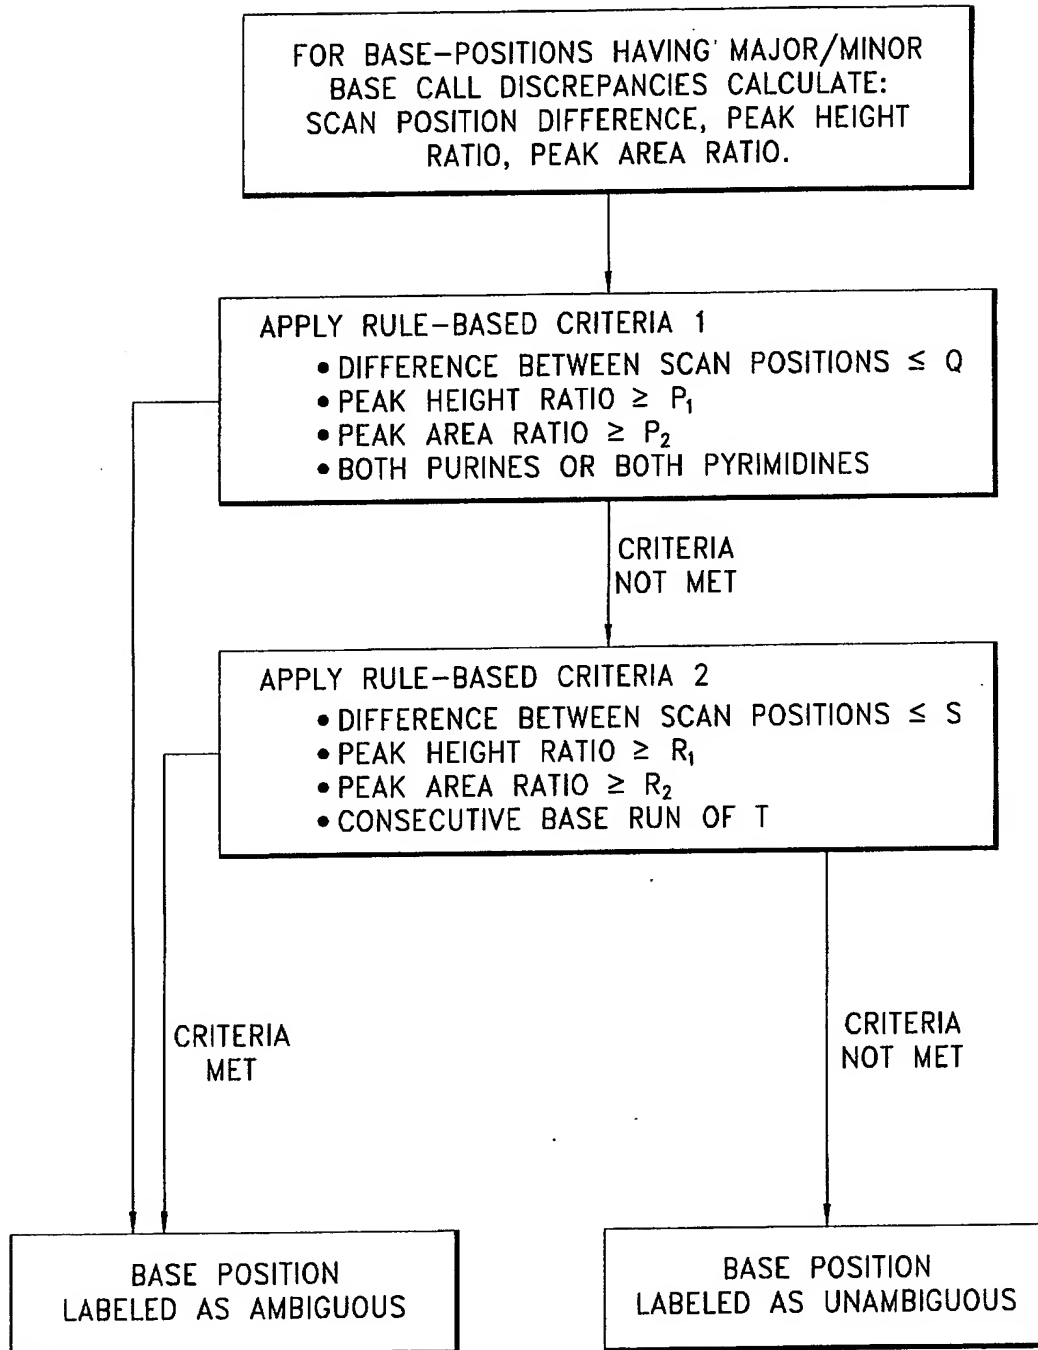 FOR BASE-POSITIONS HAVING MAJOR/MINOR
BASE CALL DISCREPANCIES CALCULATE:
SCAN POSITION DIFFERENCE, PEAK HEIGHT
RATIO, PEAK AREA RATIO.
APPLY RULE-BASED CRITERIA 1
• DIFFERENCE BETWEEN SCAN POSITIONS ≤ Q
• PEAK HEIGHT RATIO ≥ P₁
• PEAK AREA RATIO ≥ P₂
• BOTH PURINES OR BOTH PYRIMIDINES
CRITERIA
NOT MET
APPLY RULE-BASED CRITERIA 2
• DIFFERENCE BETWEEN SCAN POSITIONS ≤ S
• PEAK HEIGHT RATIO ≥ R₁
• PEAK AREA RATIO ≥ R₂
• CONSECUTIVE BASE RUN OF T
CRITERIA
MET
CRITERIA
NOT MET
BASE POSITION
LABELED AS AMBIGUOUS
BASE POSITION
LABELED AS UNAMBIGUOUS